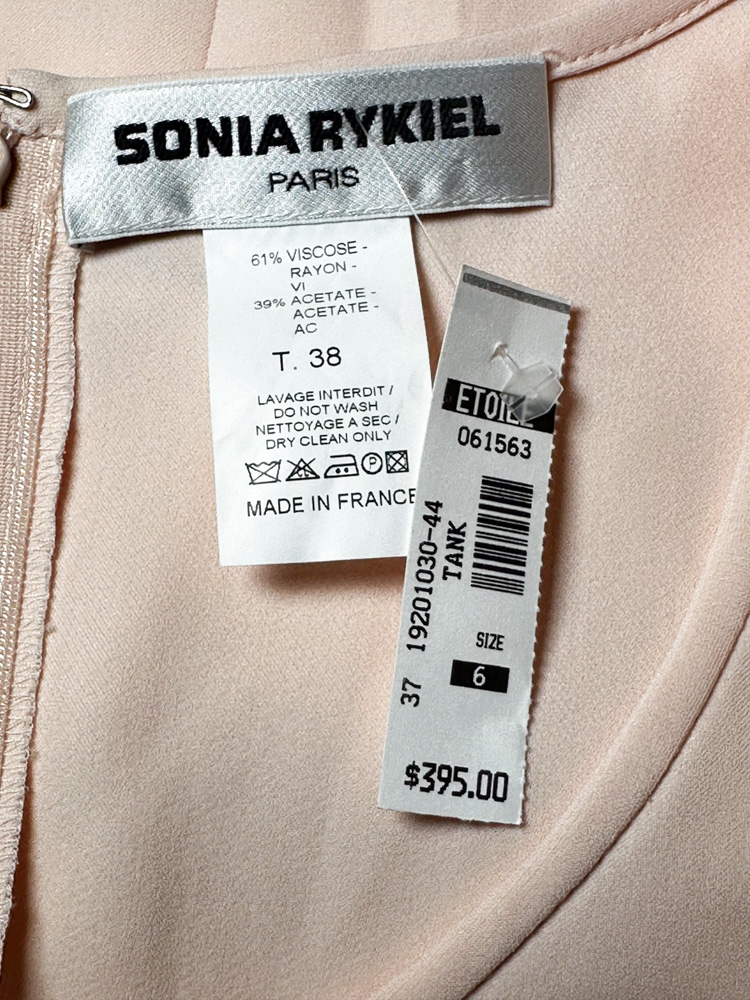 SONIA RYKIEL
PARIS
61% VISCOSE -
RAYON -
VI
39% ACETATE -
ACETATE -
AC
T. 38
LAVAGE INTERDIT /
DO NOT WASH
NETTOYAGE A SEC /
DRY CLEAN ONLY
P
MADE IN FRANCE
ETOILE
061563
37 19201030-44
TANK
SIZE
6
$395.00